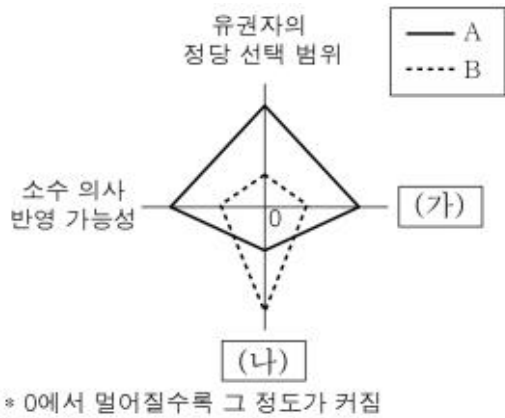 유권자의
정당 선택 범위
A
B
소수 의사
반영 가능성
0
(가)
(나)
* 0에서 멀어질수록 그 정도가 커짐